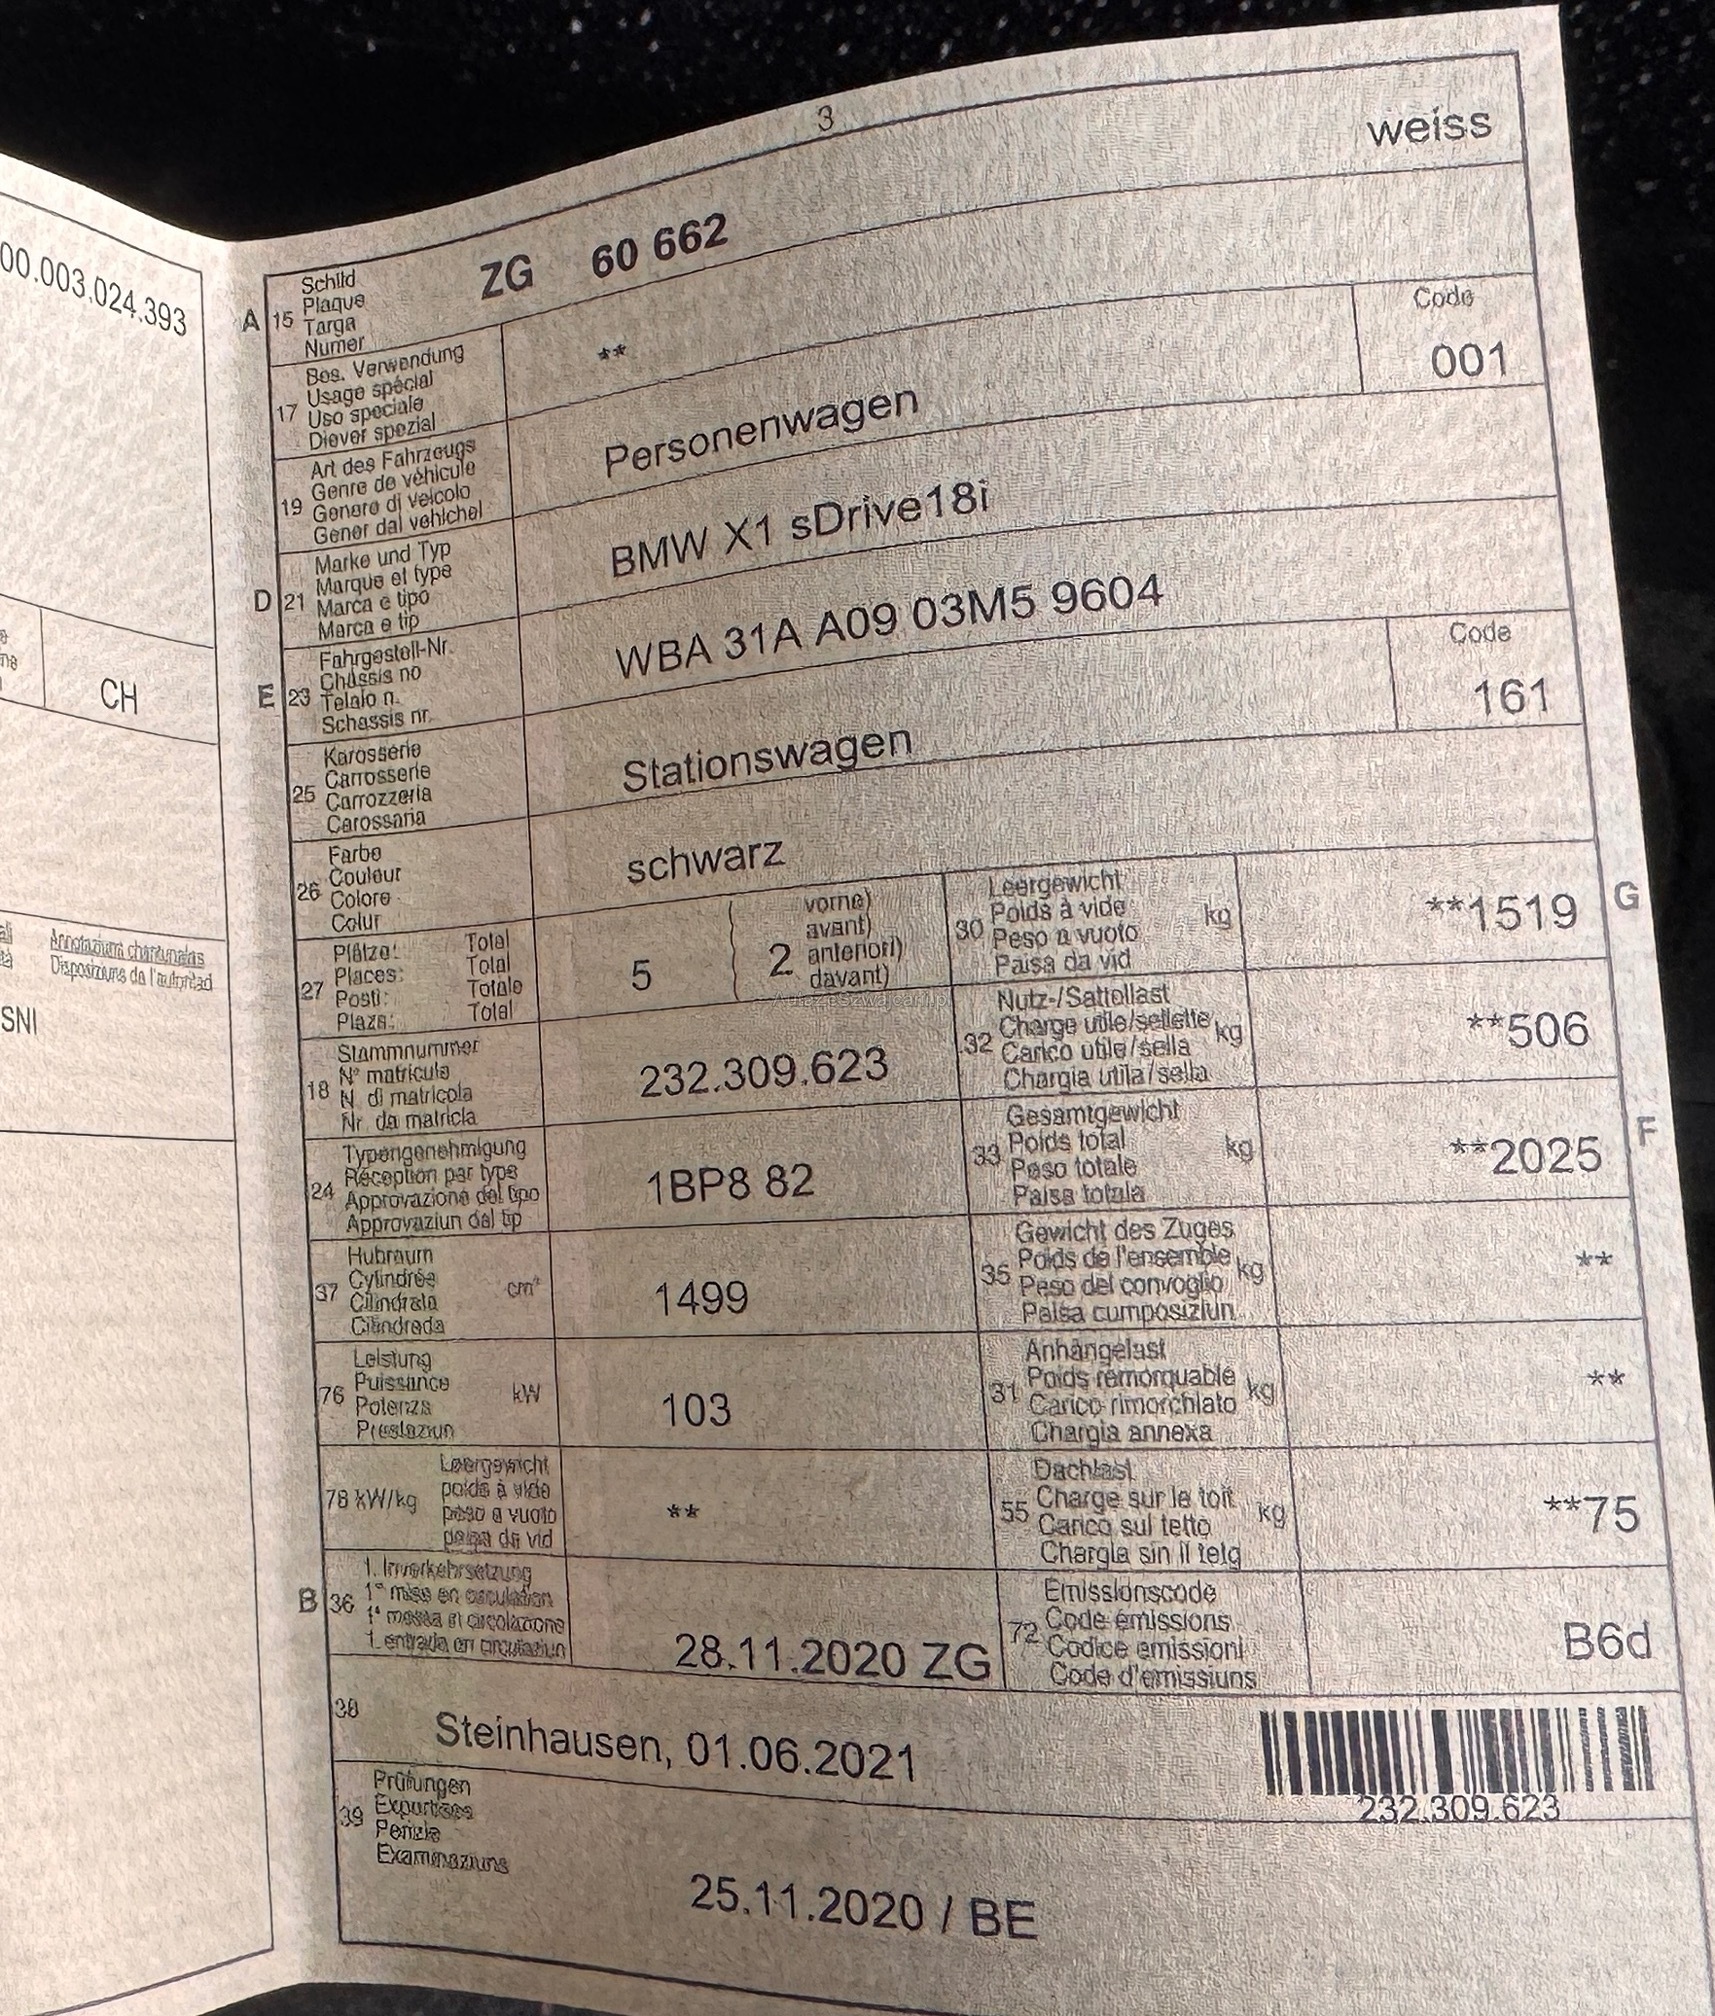 00.003.024.393
CH
Annotaziuns chantunalas
Disposiziuns da l'autoritad
SNI
3
weiss
A 15 Schild
Plaque
Targa
Numer
ZG 60 662
17 Bes. Verwendung
Usage spécial
Uso speciale
Diever spezial
**
19 Art des Fahrzeugs
Genre de véhicule
Genere di veicolo
Gener dal vehichel
Personenwagen
Code
001
D 21 Marke und Typ
Marque et type
Marca e tipo
Marca e tip
BMW X1 sDrive18i
E 23 Fahrgestell-Nr.
Châssis no
Telaio n.
Schassis nr.
WBA 31A A09 03M5 9604
25 Karosserie
Carrosserie
Carrozzeria
Carossaria
Stationswagen
Code
161
26 Farbe
Couleur
Colore
Colur
schwarz
27 Plätze: Total
Places: Total
Posti: Totale
Plazs: Total
5
2
vorne)
avant)
anteriori)
davant)
30 Leergewicht
Poids à vide
Peso a vuoto
Paisa da vid
kg
**1519 G
18 Stammnummer
N° matricule
N. di matricola
Nr. da matricla
232.309.623
32 Nutz-/Sattellast
Charge utile/sellette
Carico utile/sella
Chargia utila/sella
kg
**506
24 Typengenehmigung
Réception par type
Approvazione del tipo
Approvaziun dal tip
1BP8 82
33 Gesamtgewicht
Poids total
Peso totale
Paisa totala
kg
**2025 F
37 Hubraum
Cylindrée
Cilindrata
Cilindrada
cm³
1499
35 Gewicht des Zuges
Poids de l'ensemble
Peso del convoglio
Paisa cumposiziun
kg
**
76 Leistung
Puissance
Potenza
Prestaziun
kW
103
31 Anhängelast
Poids remorquable
Carico rimorchiato
Chargia annexa
kg
**
78 kW/kg Leergewicht
poids à vide
peso a vuoto
paisa da vid
**
55 Dachlast
Charge sur le toit
Carico sul tetto
Chargia sin il tetg
kg
**75
B 36 1. Inverkehrsetzung
1re mise en circulation
1a messa in circolazione
1. entrada en circulaziun
28.11.2020 ZG
72 Emissionscode
Code émissions
Codice emissioni
Code d'emissiuns
B6d
38 Steinhausen, 01.06.2021
232.309.623
39 Prüfungen
Expertises
Perizie
Examinaziuns
25.11.2020 / BE